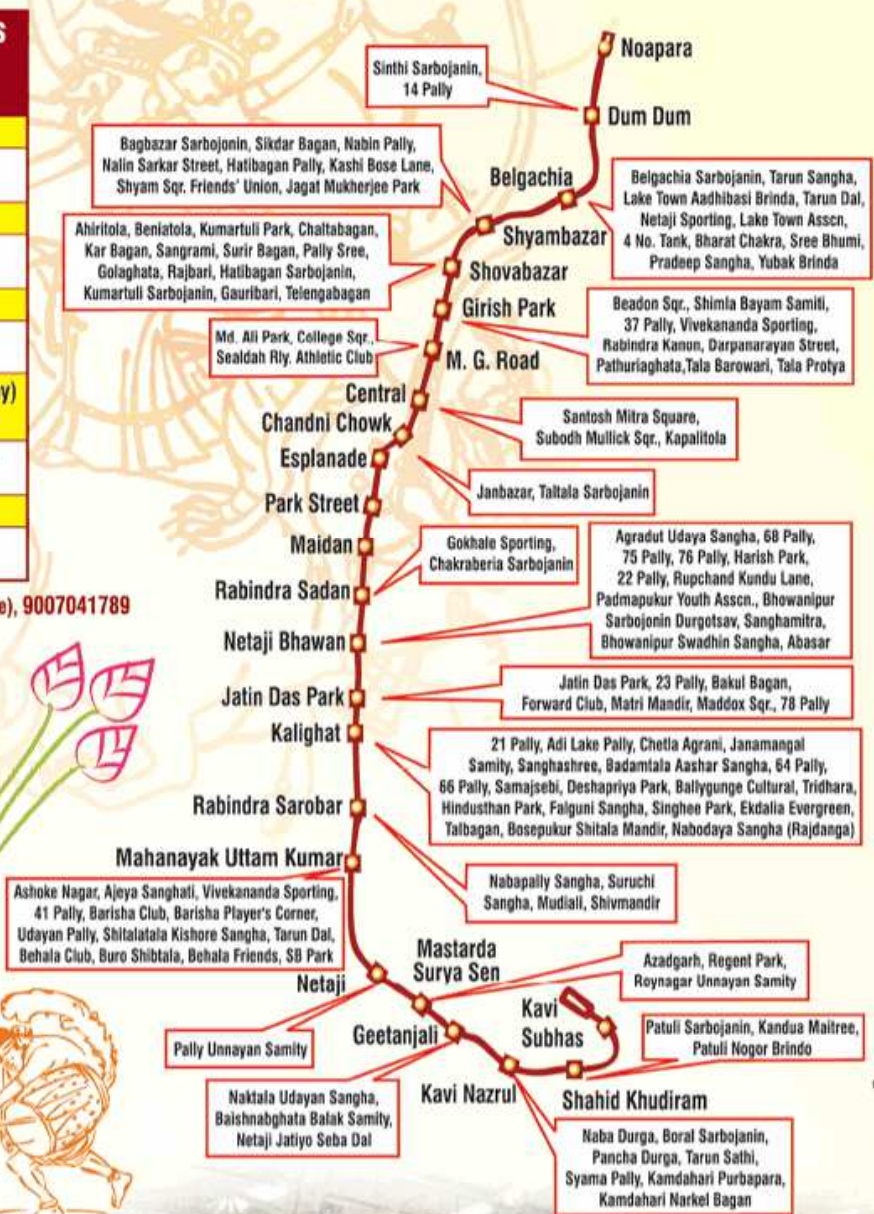 S
y)
e), 9007041789
Noapara
Sinthi Sarbojanin,
14 Pally
Dum Dum
Bagbazar Sarbojonin, Sikdar Bagan, Nabin Pally,
Nalin Sarkar Street, Hatibagan Pally, Kashi Bose Lane,
Shyam Sqr. Friends' Union, Jagat Mukherjee Park
Belgachia
Belgachia Sarbojanin, Tarun Sangha,
Lake Town Aadhibasi Brinda, Tarun Dal,
Netaji Sporting, Lake Town Asscn,
4 No. Tank, Bharat Chakra, Sree Bhumi,
Pradeep Sangha, Yubak Brinda
Shyambazar
Ahiritola, Beniatola, Kumartuli Park, Chaltabagan,
Kar Bagan, Sangrami, Surir Bagan, Pally Sree,
Golaghata, Rajbari, Hatibagan Sarbojanin,
Kumartuli Sarbojanin, Gauribari, Telengabagan
Shovabazar
Girish Park
Beadon Sqr., Shimla Bayam Samiti,
37 Pally, Vivekananda Sporting,
Rabindra Kanon, Darpanarayan Street,
Pathuriaghata,Tala Barowari, Tala Protya
Md. Ali Park, College Sqr.,
Sealdah Rly. Athletic Club
M. G. Road
Central
Santosh Mitra Square,
Subodh Mullick Sqr., Kapalitola
Chandni Chowk
Esplanade
Janbazar, Taltala Sarbojanin
Park Street
Maidan
Gokhale Sporting,
Chakraberia Sarbojanin
Rabindra Sadan
Agradut Udaya Sangha, 68 Pally,
75 Pally, 76 Pally, Harish Park,
22 Pally, Rupchand Kundu Lane,
Padmapukur Youth Asscn., Bhowanipur
Sarbojonin Durgotsav, Sanghamitra,
Bhowanipur Swadhin Sangha, Abasar
Netaji Bhawan
Jatin Das Park
Jatin Das Park, 23 Pally, Bakul Bagan,
Forward Club, Matri Mandir, Maddox Sqr., 78 Pally
Kalighat
21 Pally, Adi Lake Pally, Chetla Agrani, Janamangal
Samity, Sanghashree, Badamtala Aashar Sangha, 64 Pally,
66 Pally, Samajsebi, Deshapriya Park, Ballygunge Cultural, Tridhara,
Hindusthan Park, Falguni Sangha, Singhee Park, Ekdalia Evergreen,
Talbagan, Bosepukur Shitala Mandir, Nabodaya Sangha (Rajdanga)
Rabindra Sarobar
Nabapally Sangha, Suruchi
Sangha, Mudiali, Shivmandir
Mahanayak Uttam Kumar
Ashoke Nagar, Ajeya Sanghati, Vivekananda Sporting,
41 Pally, Barisha Club, Barisha Player's Corner,
Udayan Pally, Shitalatala Kishore Sangha, Tarun Dal,
Behala Club, Buro Shibtala, Behala Friends, SB Park
Netaji
Pally Unnayan Samity
Mastarda
Surya Sen
Azadgarh, Regent Park,
Roynagar Unnayan Samity
Geetanjali
Naktala Udayan Sangha,
Baishnabghata Balak Samity,
Netaji Jatiyo Seba Dal
Kavi Nazrul
Naba Durga, Boral Sarbojanin,
Pancha Durga, Tarun Sathi,
Syama Pally, Kamdahari Purbapara,
Kamdahari Narkel Bagan
Shahid Khudiram
Patuli Sarbojanin, Kandua Maitree,
Patuli Nogor Brindo
Kavi
Subhas